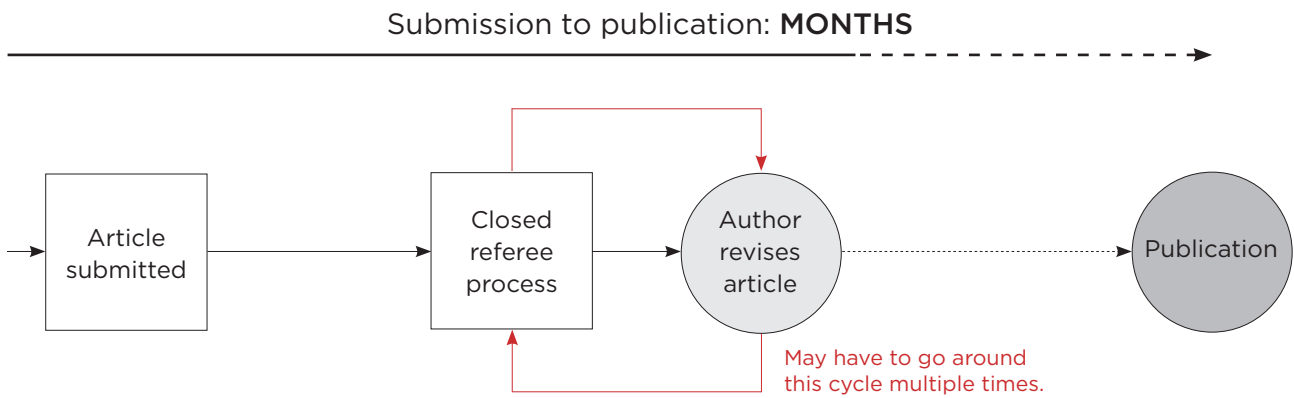 Submission to publication: MONTHS
Article
submitted
Closed
referee
process
Author
revises
article
Publication
May have to go around
this cycle multiple times.